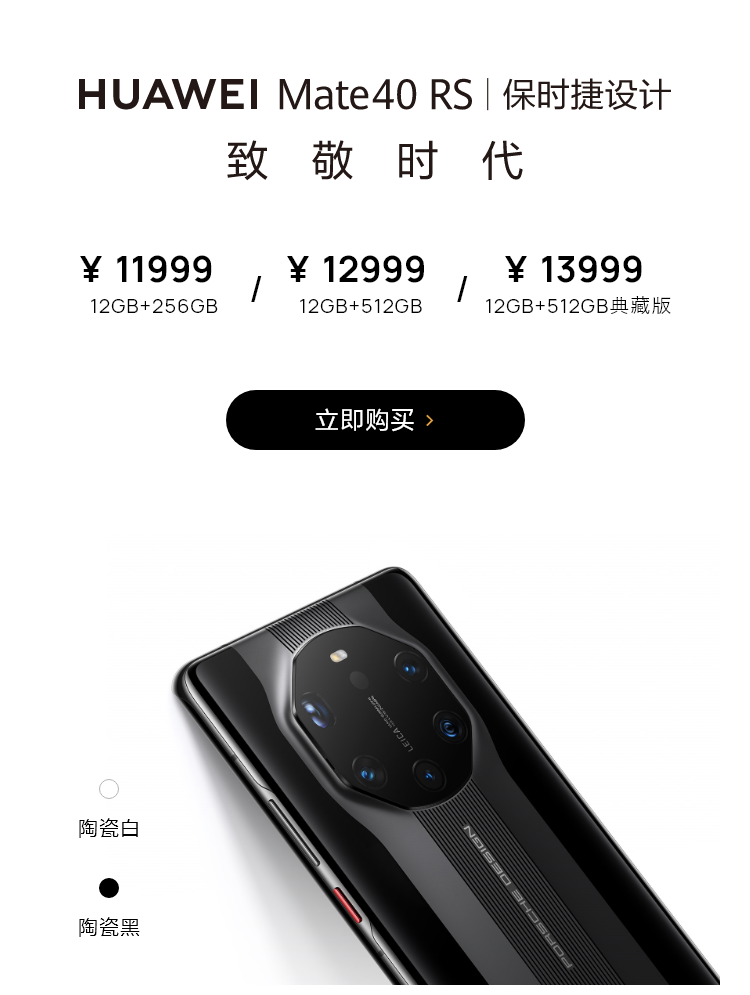 HUAWEI Mate40 RS | 保时捷设计
致敬时代
¥ 11999 / ¥ 12999 / ¥ 13999
12GB+256GB 12GB+512GB 12GB+512GB典藏版
立即购买 >
LEICA
PORSCHE DESIGN
陶瓷白
陶瓷黑